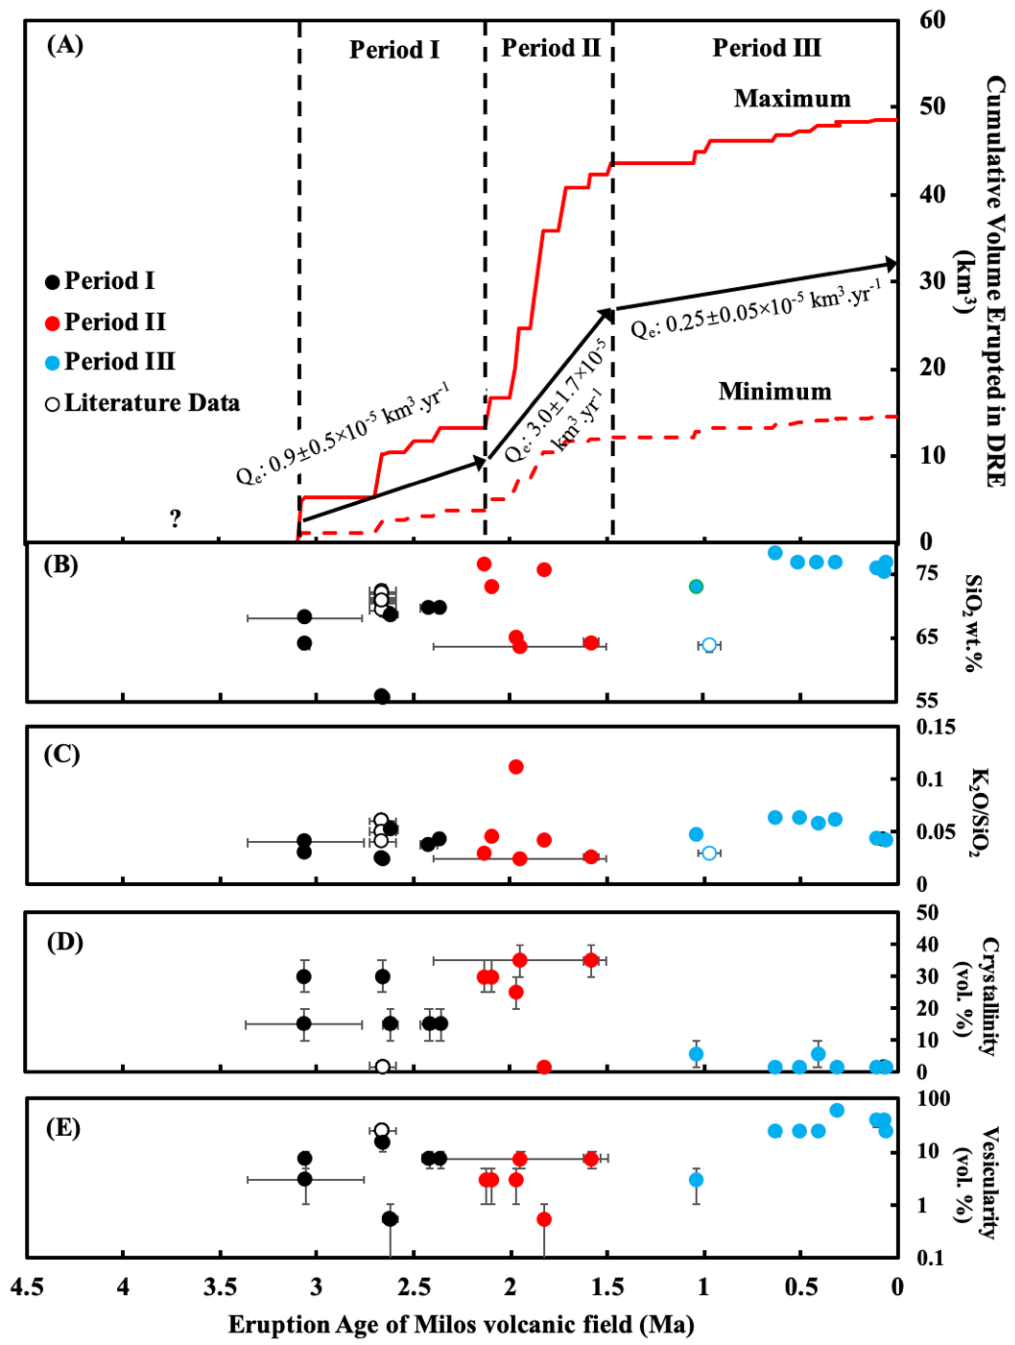 (A)
Period I
Period II
Period III
Maximum
Period I
Period II
Period III
Literature Data
Qe: 0.9±0.5×10-5 km3.yr-1
Qe: 3.0±1.7×10-5
km3.yr-1
Qe: 0.25±0.05×10-5 km3.yr-1
Minimum
?
60
50
40
30
20
10
0
Cumulative Volume Erupted in DRE
(km3)
(B)
75
65
55
SiO2 wt.%
(C)
0.15
0.1
0.05
0
K2O/SiO2
(D)
50
40
30
20
10
0
Crystallinity
(vol. %)
(E)
100
10
1
0.1
Vesicularity
(vol. %)
4.5 4 3.5 3 2.5 2 1.5 1 0.5 0
Eruption Age of Milos volcanic field (Ma)